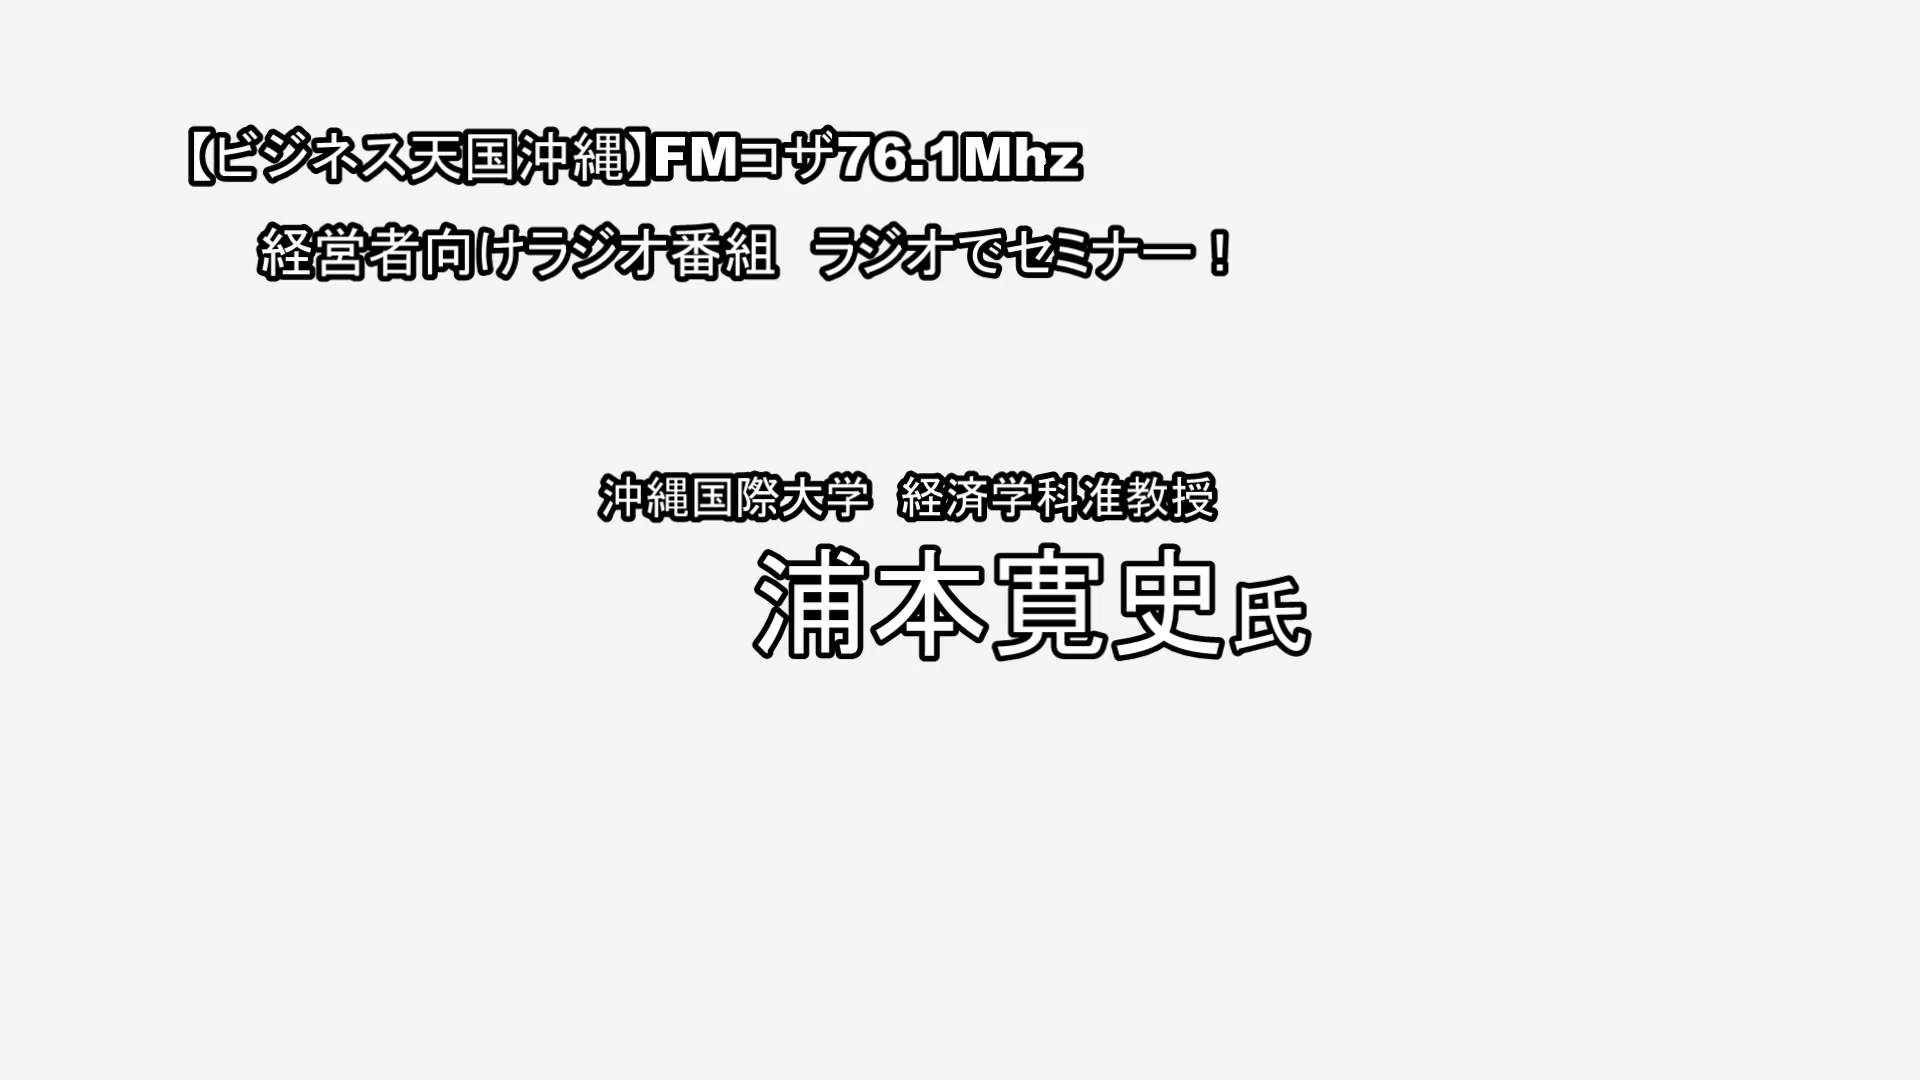 【ビジネス天国沖縄】FMコザ76.1Mhz
経営者向けラジオ番組　ラジオでセミナー！
沖縄国際大学　経済学科准教授
浦本寛史氏